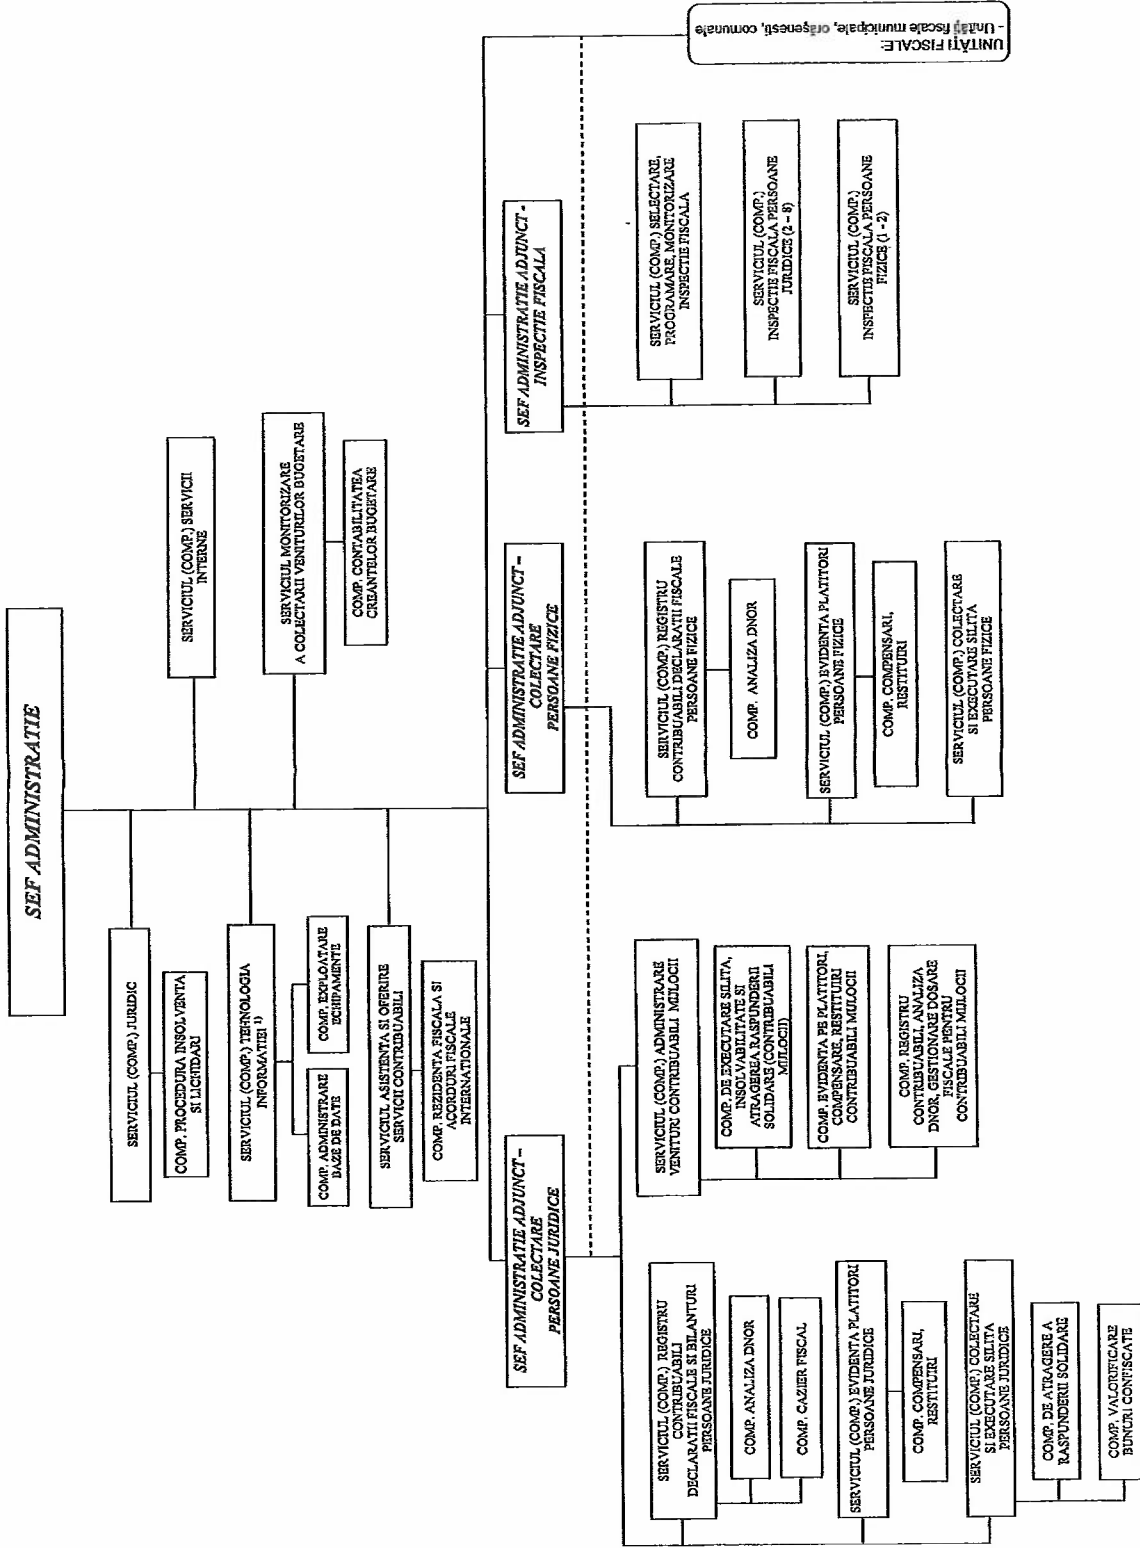 SEF ADMINISTRATIE
SERVICIUL (COMP.) JURIDIC
COMP. PROCEDURA INSOLVENTA
SI LICHIDARI
SERVICIUL (COMP.) SERVICII
INTERNE
SERVICIUL (COMP.) TEHNOLOGIA
INFORMATIEI 1)
COMP. ADMINISTRARE
BAZE DE DATE
COMP. EXPLOATARE
ECHIPAMENTE
SERVICIUL MONITORIZARE
A COLECTARII VENITURILOR BUGETARE
COMP. CONTABILITATEA
CREANTELOR BUGETARE
SERVICIUL ASISTENTA SI OFERIRE
SERVICII CONTRIBUABILI
COMP. REZIDENTA FISCALA SI
ACORDURI FISCALE
INTERNATIONALE
SEF ADMINISTRATIE ADJUNCT –
COLECTARE
PERSOANE JURIDICE
SEF ADMINISTRATIE ADJUNCT –
COLECTARE
PERSOANE FIZICE
SEF ADMINISTRATIE ADJUNCT -
INSPECTIE FISCALA
SERVICIUL (COMP.) REGISTRU
CONTRIBUABILI
DECLARATII FISCALE SI BILANTURI
PERSOANE JURIDICE
COMP. ANALIZA DNOR
COMP. CAZIER FISCAL
SERVICIUL (COMP.) EVIDENTA PLATITORI
PERSOANE JURIDICE
COMP. COMPENSARI,
RESTITUIRI
SERVICIUL (COMP.) COLECTARE
SI EXECUTARE SILITA
PERSOANE JURIDICE
COMP. DE ATRAGERE A
RASPUNDERII SOLIDARE
COMP. VALORIFICARE
BUNURI CONFISCATE
SERVICIUL (COMP.) ADMINISTRARE
VENITURI CONTRIBUABILI MIJLOCII
COMP. DE EXECUTARE SILITA,
INSOLVABILITATE SI
ATRAGEREA RASPUNDERII
SOLIDARE (CONTRIBUABILI
MIJLOCII)
COMP. EVIDENTA PE PLATITORI,
COMPENSARE, RESTITUIRI
CONTRIBUABILI MIJLOCII
COMP. REGISTRU
CONTRIBUABILI, ANALIZA
DNOR, GESTIONARE DOSARE
FISCALE PENTRU
CONTRIBUABILI MIJLOCII
SERVICIUL (COMP.) REGISTRU
CONTRIBUABILI DECLARATII FISCALE
PERSOANE FIZICE
COMP. ANALIZA DNOR
SERVICIUL (COMP.) EVIDENTA PLATITORI
PERSOANE FIZICE
COMP. COMPENSARI,
RESTITUIRI
SERVICIUL (COMP.) COLECTARE
SI EXECUTARE SILITA
PERSOANE FIZICE
SERVICIUL (COMP.) SELECTARE,
PROGRAMARE, MONITORIZARE
INSPECTIE FISCALA
SERVICIUL (COMP.)
INSPECTIE FISCALA PERSOANE
JURIDICE (2 – 8)
SERVICIUL (COMP.)
INSPECTIE FISCALA PERSOANE
FIZICE (1 - 2)
UNITĂȚI FISCALE:
- Unități fiscale municipale, orășenești, comunale